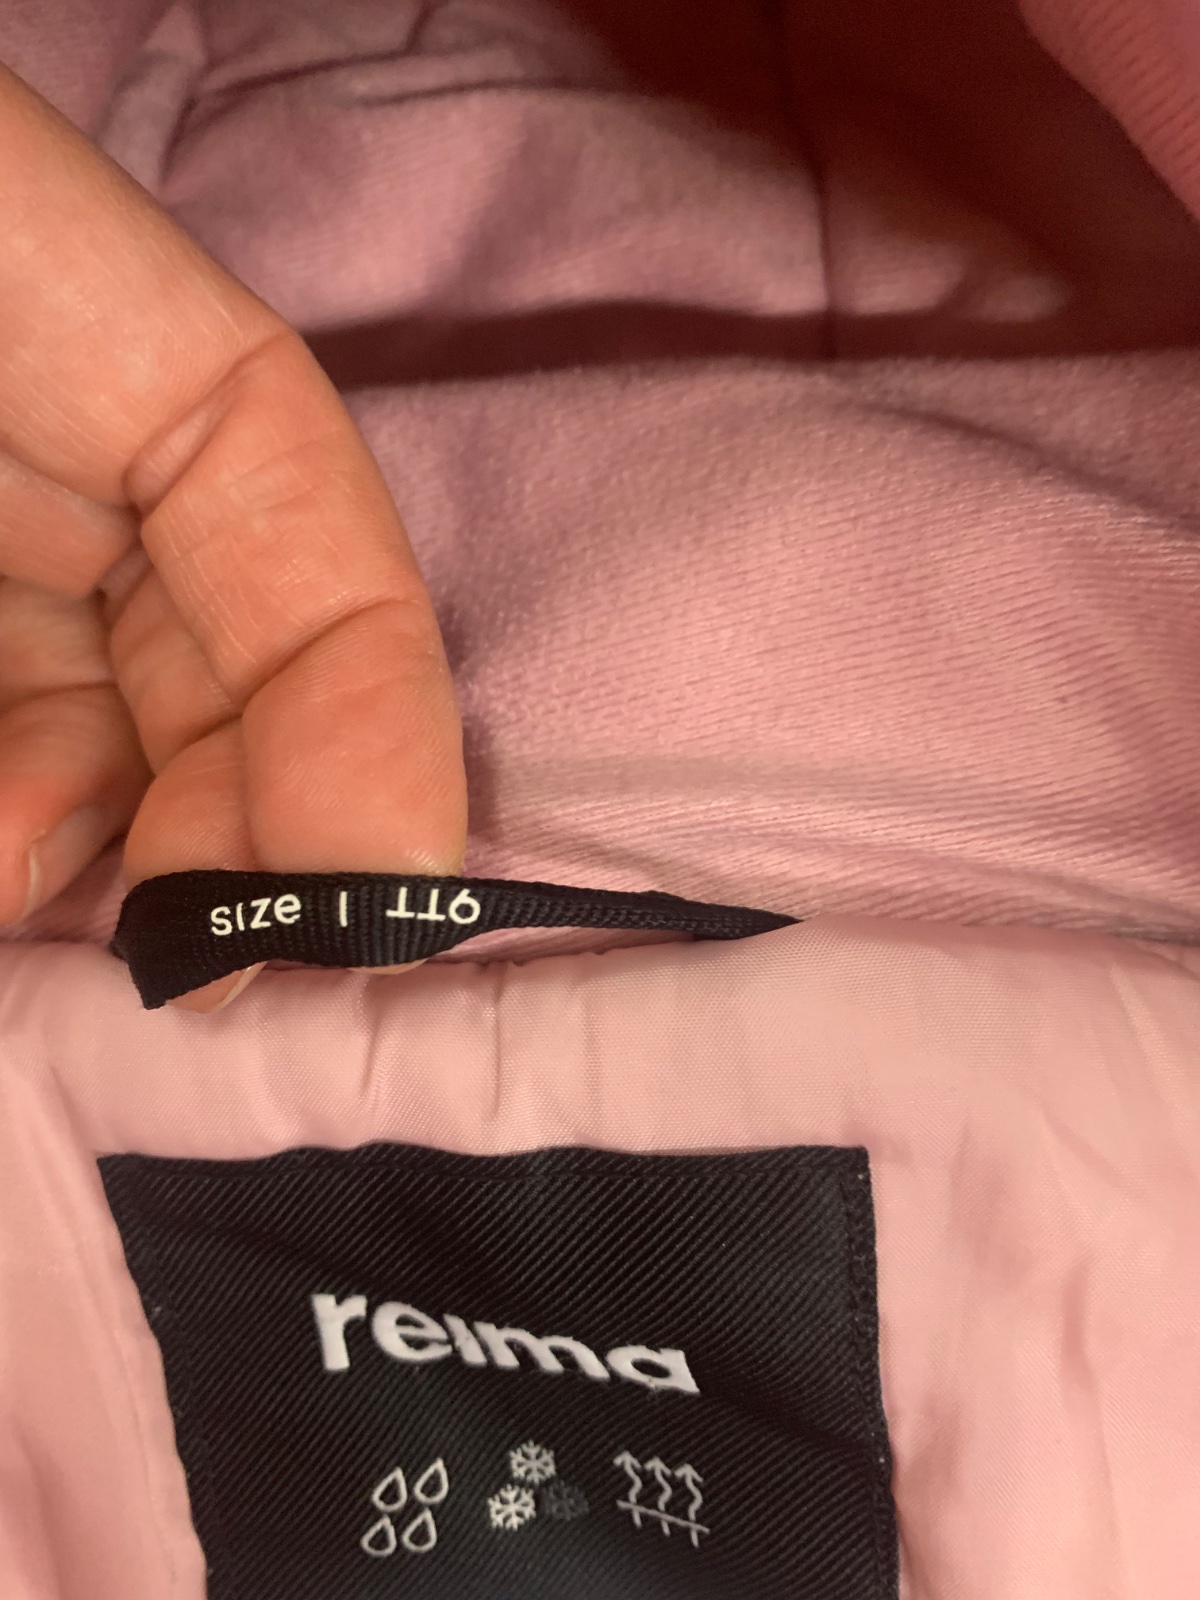 size | 116
reima